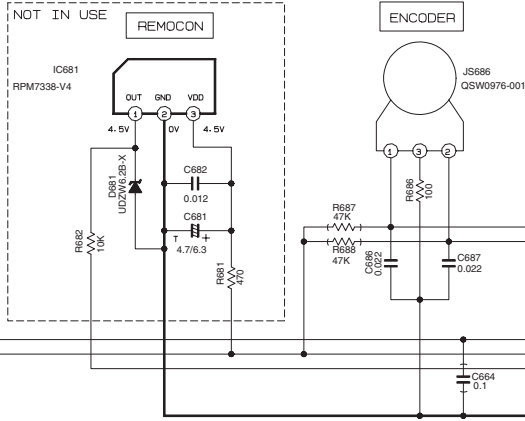 NOT IN USE
REMOCON
ENCODER
IC681
RPM7338-V4
JS686
QSW0976-001
OUT GND VDD
1 2 3
4.5V 0V 4.5V
1 3 2
D681
UDZW6.2B-X
C682
0.012
R686
100
C681
T +
4.7/6.3
R687
47K
R688
47K
R682
10K
R681
470
C686
0.022
C687
0.022
C664
0.1